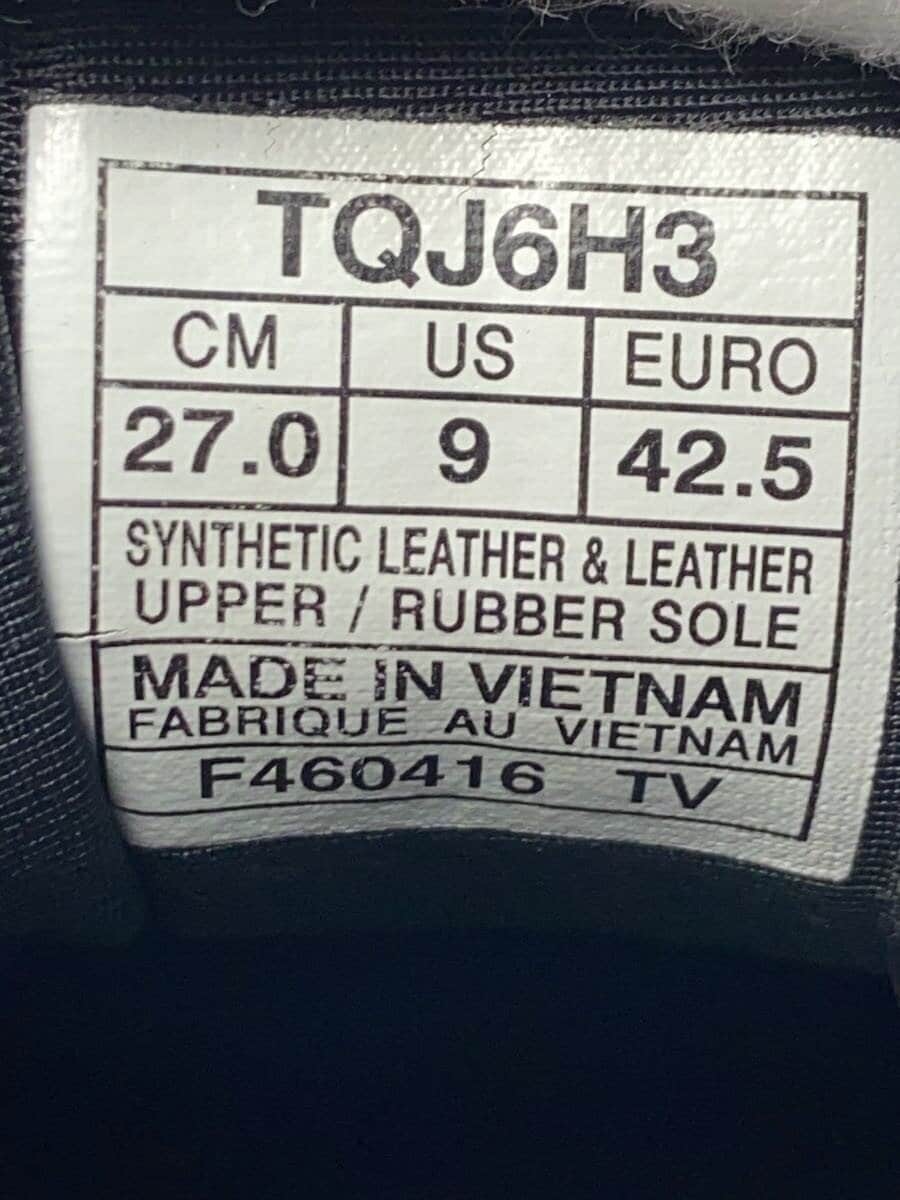 TQJ6H3
CM US EURO
27.0 9 42.5
SYNTHETIC LEATHER & LEATHER
UPPER / RUBBER SOLE
MADE IN VIETNAM
FABRIQUE AU VIETNAM
F460416 TV